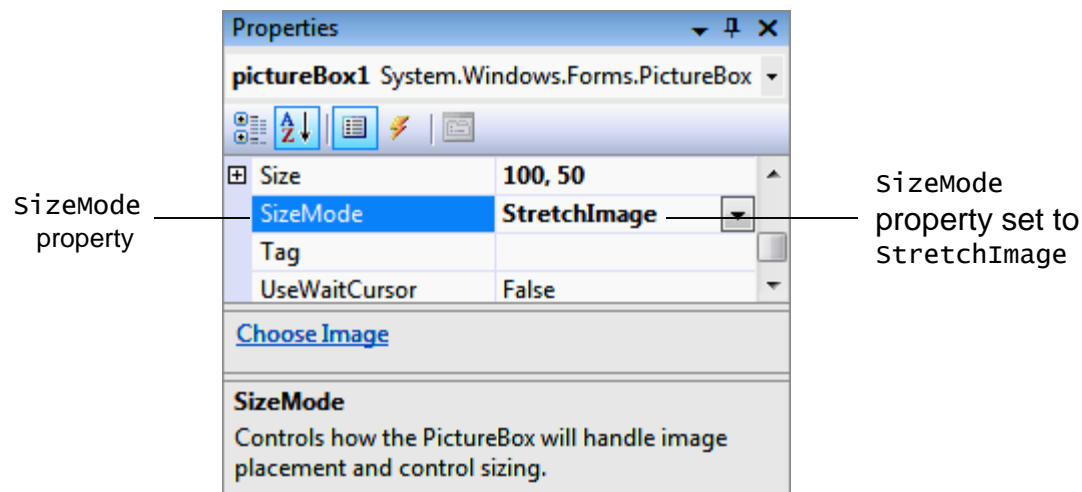 Properties
pictureBox1 System.Windows.Forms.PictureBox
Size 100, 50
SizeMode StretchImage
Tag
UseWaitCursor False
Choose Image
SizeMode
Controls how the PictureBox will handle image
placement and control sizing.
SizeMode
property
SizeMode
property set to
StretchImage